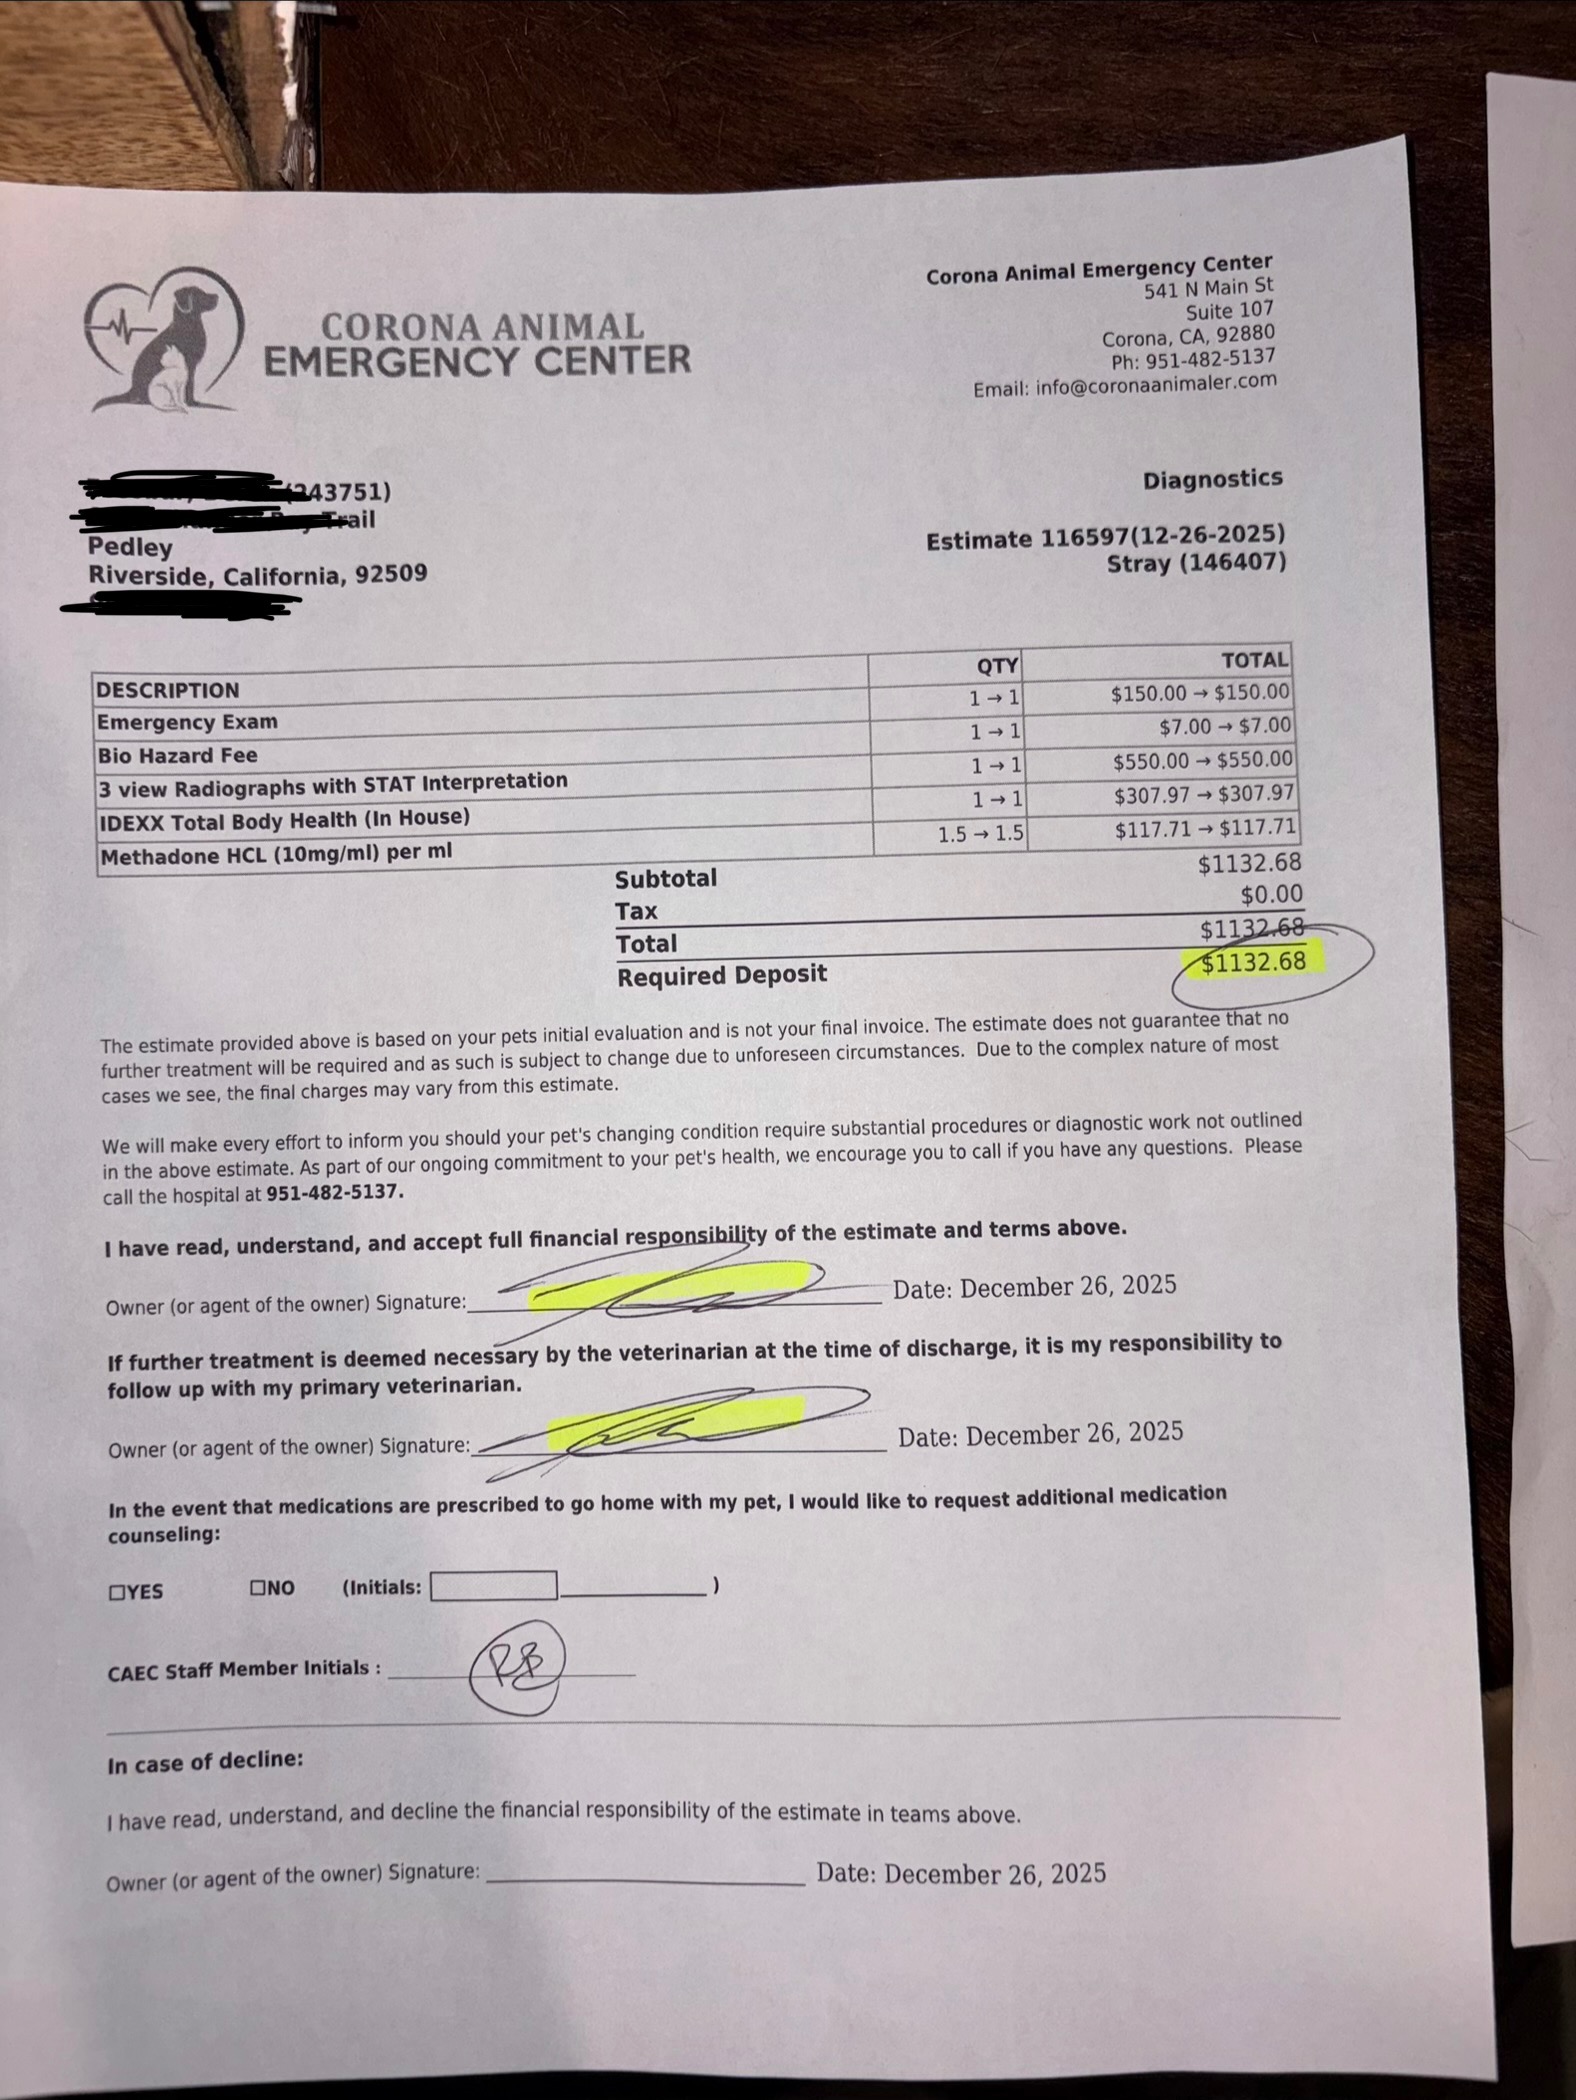 CORONA ANIMAL
EMERGENCY CENTER
Corona Animal Emergency Center
541 N Main St
Suite 107
Corona, CA, 92880
Ph: 951-482-5137
Email: info@coronaanimaler.com
43751)
Trail
Pedley
Riverside, California, 92509
Diagnostics
Estimate 116597(12-26-2025)
Stray (146407)
DESCRIPTION QTY TOTAL
Emergency Exam 1 → 1 $150.00 → $150.00
Bio Hazard Fee 1 → 1 $7.00 → $7.00
3 view Radiographs with STAT Interpretation 1 → 1 $550.00 → $550.00
IDEXX Total Body Health (In House) 1 → 1 $307.97 → $307.97
Methadone HCL (10mg/ml) per ml 1.5 → 1.5 $117.71 → $117.71
Subtotal $1132.68
Tax $0.00
Total $1132.68
Required Deposit $1132.68
The estimate provided above is based on your pets initial evaluation and is not your final invoice. The estimate does not guarantee that no
further treatment will be required and as such is subject to change due to unforeseen circumstances. Due to the complex nature of most
cases we see, the final charges may vary from this estimate.
We will make every effort to inform you should your pet's changing condition require substantial procedures or diagnostic work not outlined
in the above estimate. As part of our ongoing commitment to your pet's health, we encourage you to call if you have any questions. Please
call the hospital at 951-482-5137.
I have read, understand, and accept full financial responsibility of the estimate and terms above.
Owner (or agent of the owner) Signature: Date: December 26, 2025
If further treatment is deemed necessary by the veterinarian at the time of discharge, it is my responsibility to
follow up with my primary veterinarian.
Owner (or agent of the owner) Signature: Date: December 26, 2025
In the event that medications are prescribed to go home with my pet, I would like to request additional medication
counseling:
☐YES ☐NO (Initials: )
CAEC Staff Member Initials : RB
In case of decline:
I have read, understand, and decline the financial responsibility of the estimate in teams above.
Owner (or agent of the owner) Signature: Date: December 26, 2025